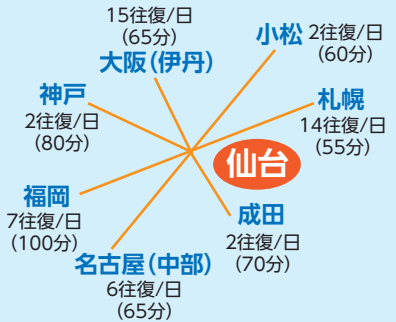 15往復/日
(65分)
大阪(伊丹)
小松
2往復/日
(60分)
神戸
2往復/日
(80分)
札幌
14往復/日
(55分)
仙台
福岡
7往復/日
(100分)
成田
2往復/日
(70分)
名古屋(中部)
6往復/日
(65分)